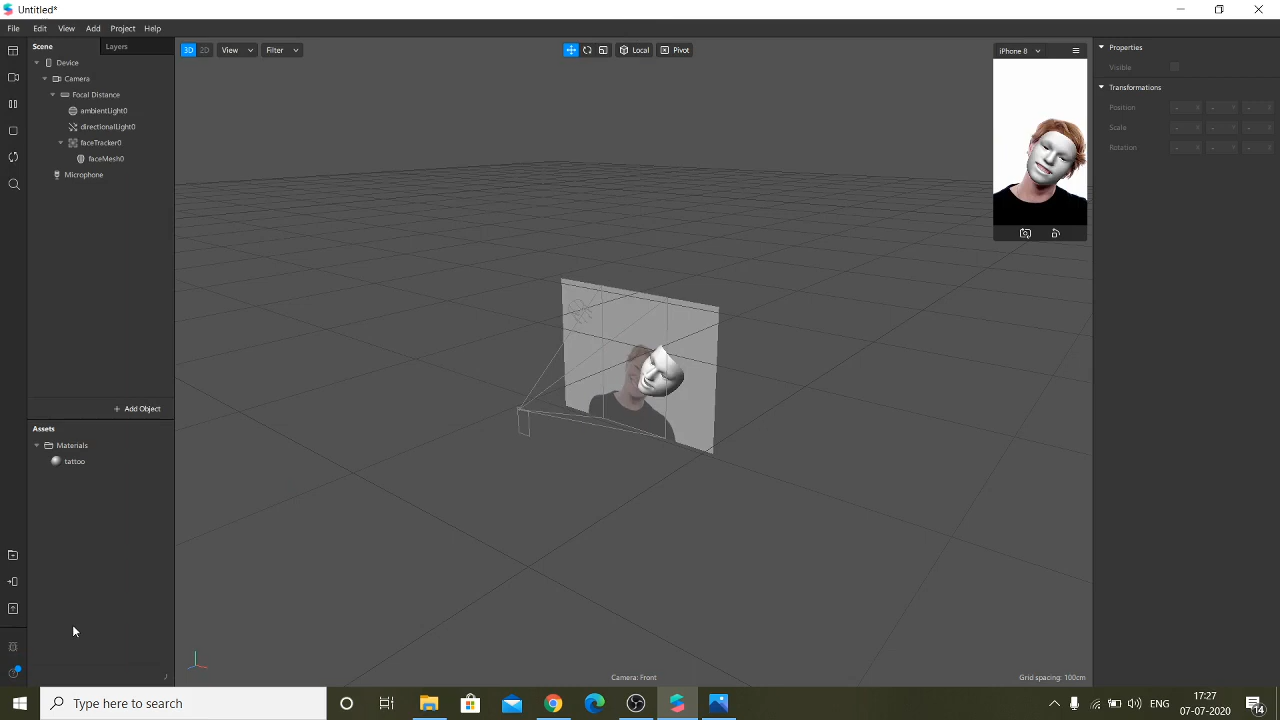 Untitled*
File Edit View Add Project Help
Scene Layers
Device
Camera
Focal Distance
ambientLight0
directionalLight0
faceTracker0
faceMesh0
Microphone
+ Add Object
Assets
Materials
tattoo
3D 2D View Filter
Local Pivot
iPhone 8
Camera: Front
Grid spacing: 100cm
Properties
Visible
Transformations
Position - - -
Scale - - -
Rotation - - -
Type here to search
ENG
17:27
07-07-2020
14